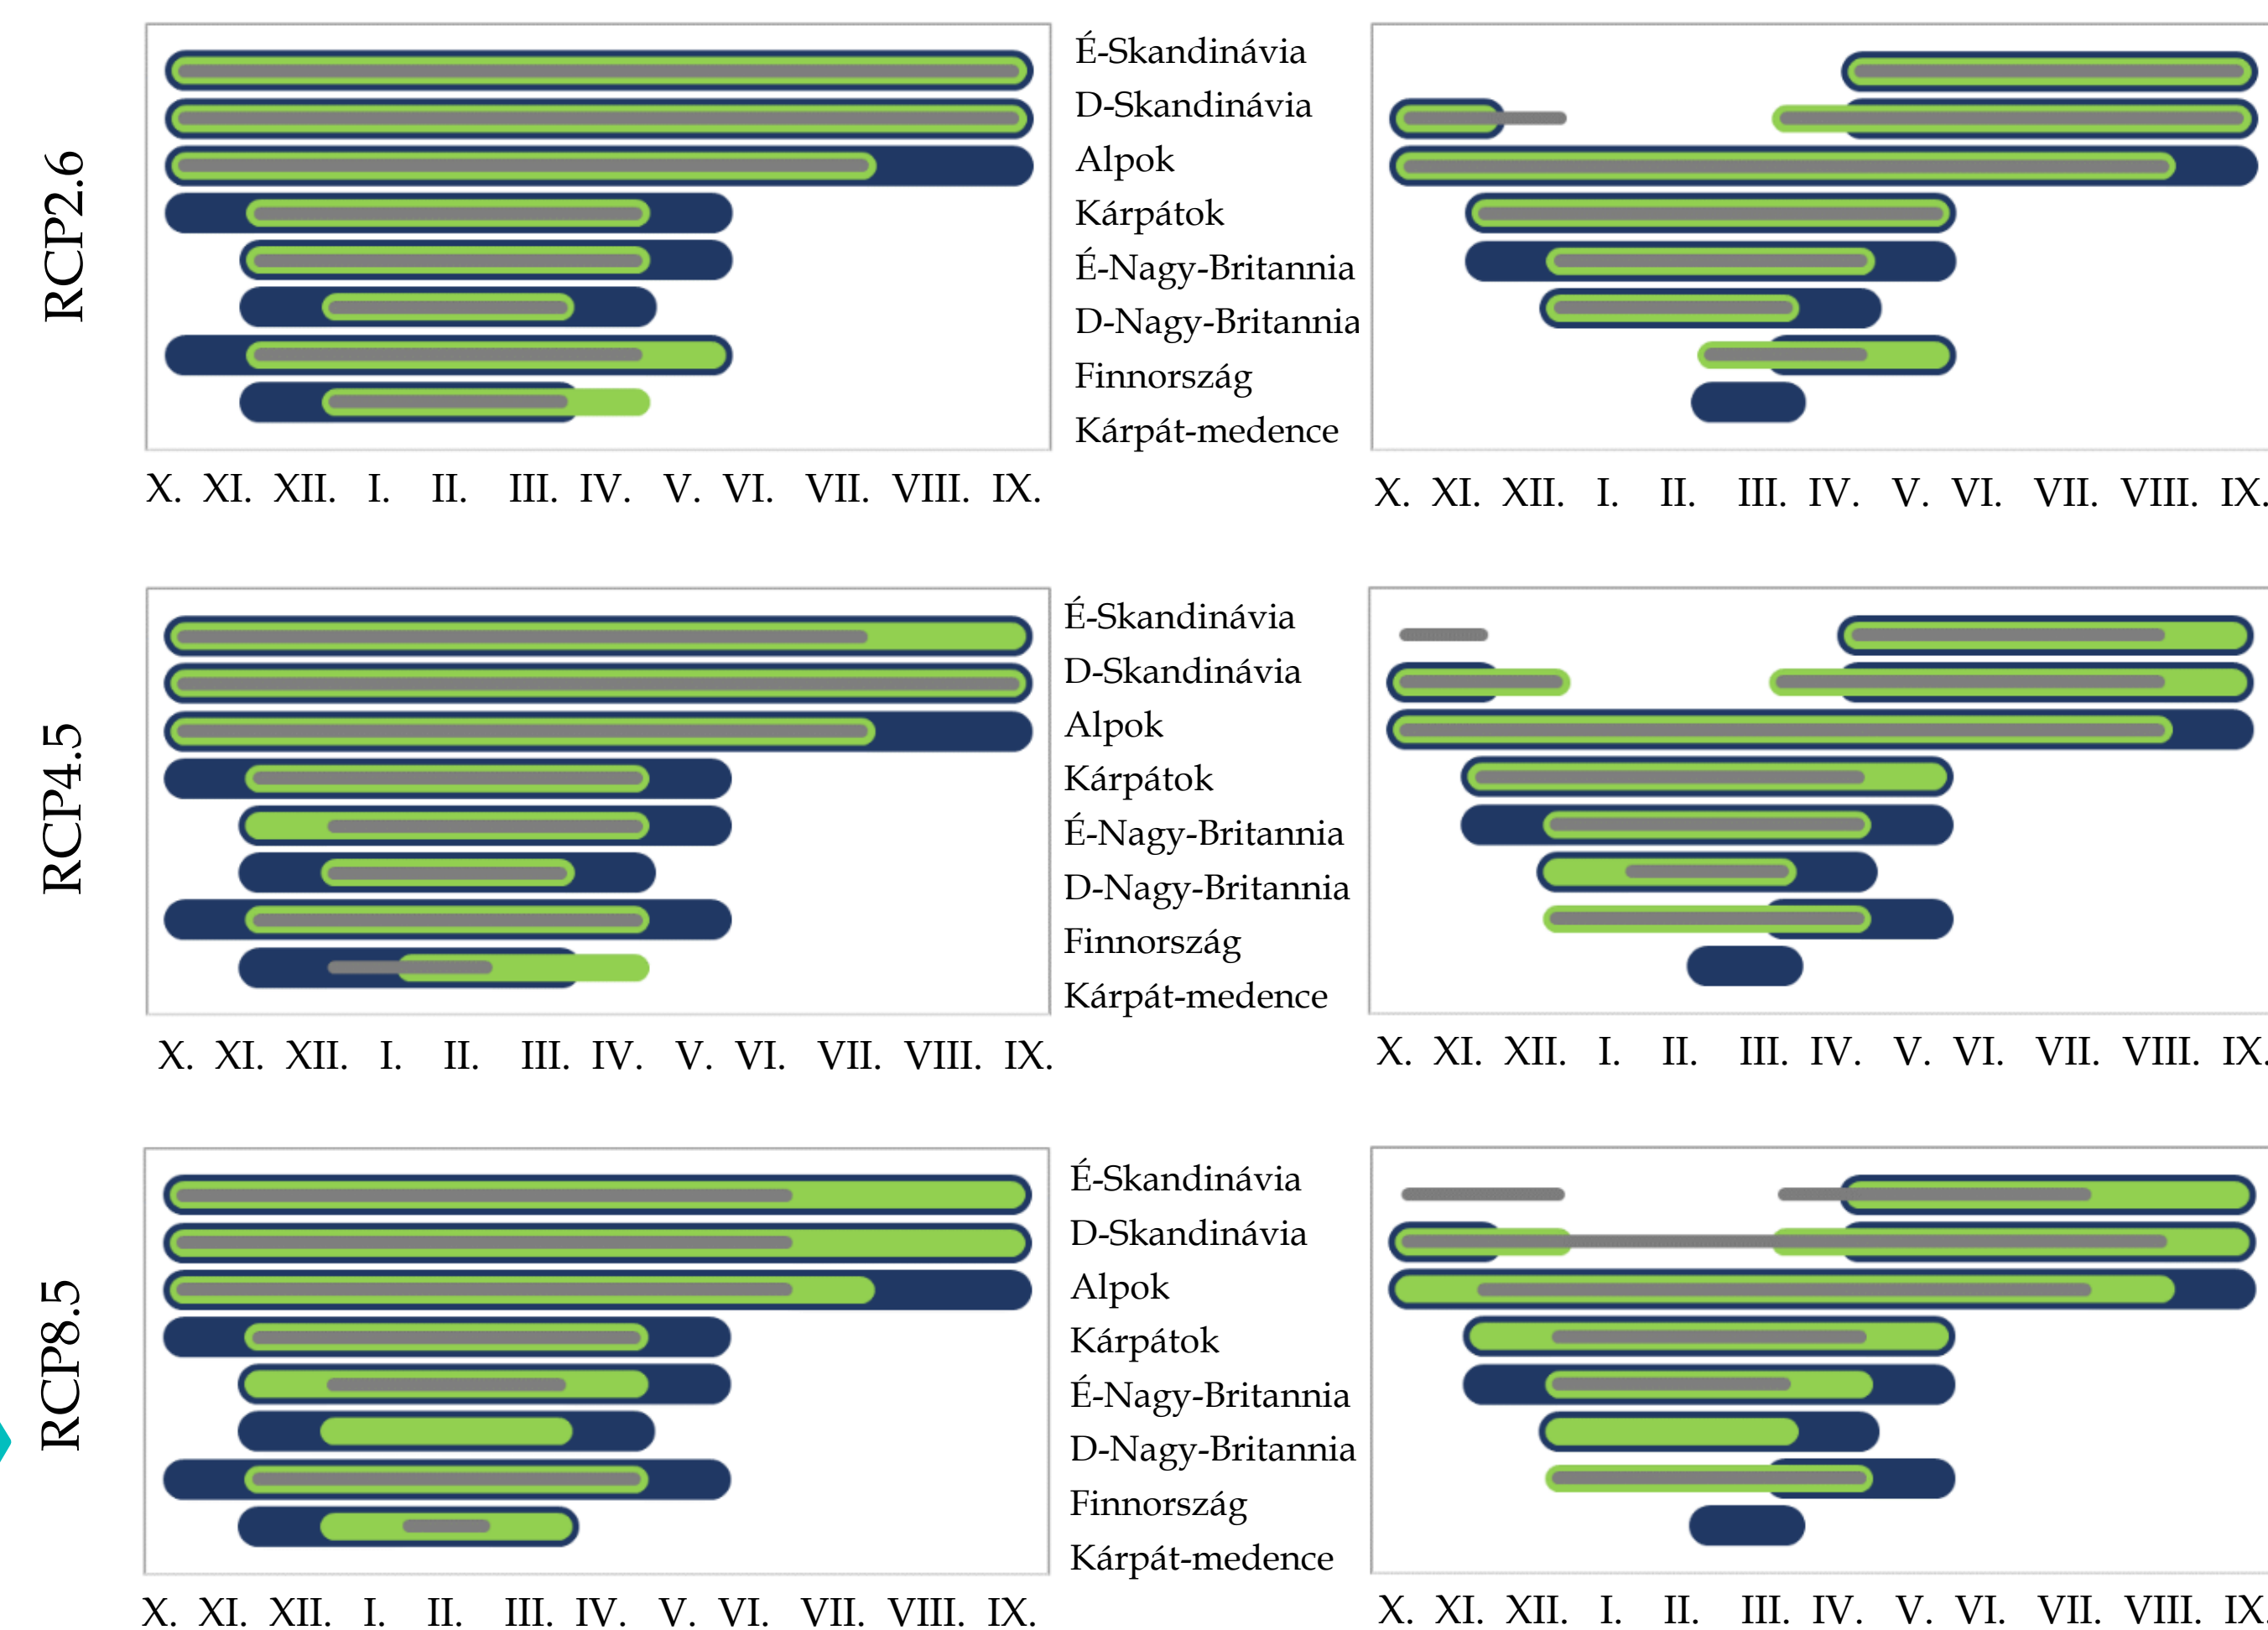 RCP2.6
É-Skandinávia
D-Skandinávia
Alpok
Kárpátok
É-Nagy-Britannia
D-Nagy-Britannia
Finnország
Kárpát-medence
X. XI. XII. I. II. III. IV. V. VI. VII. VIII. IX.
X. XI. XII. I. II. III. IV. V. VI. VII. VIII. IX.
RCP4.5
É-Skandinávia
D-Skandinávia
Alpok
Kárpátok
É-Nagy-Britannia
D-Nagy-Britannia
Finnország
Kárpát-medence
X. XI. XII. I. II. III. IV. V. VI. VII. VIII. IX.
X. XI. XII. I. II. III. IV. V. VI. VII. VIII. IX.
RCP8.5
É-Skandinávia
D-Skandinávia
Alpok
Kárpátok
É-Nagy-Britannia
D-Nagy-Britannia
Finnország
Kárpát-medence
X. XI. XII. I. II. III. IV. V. VI. VII. VIII. IX.
X. XI. XII. I. II. III. IV. V. VI. VII. VIII. IX.